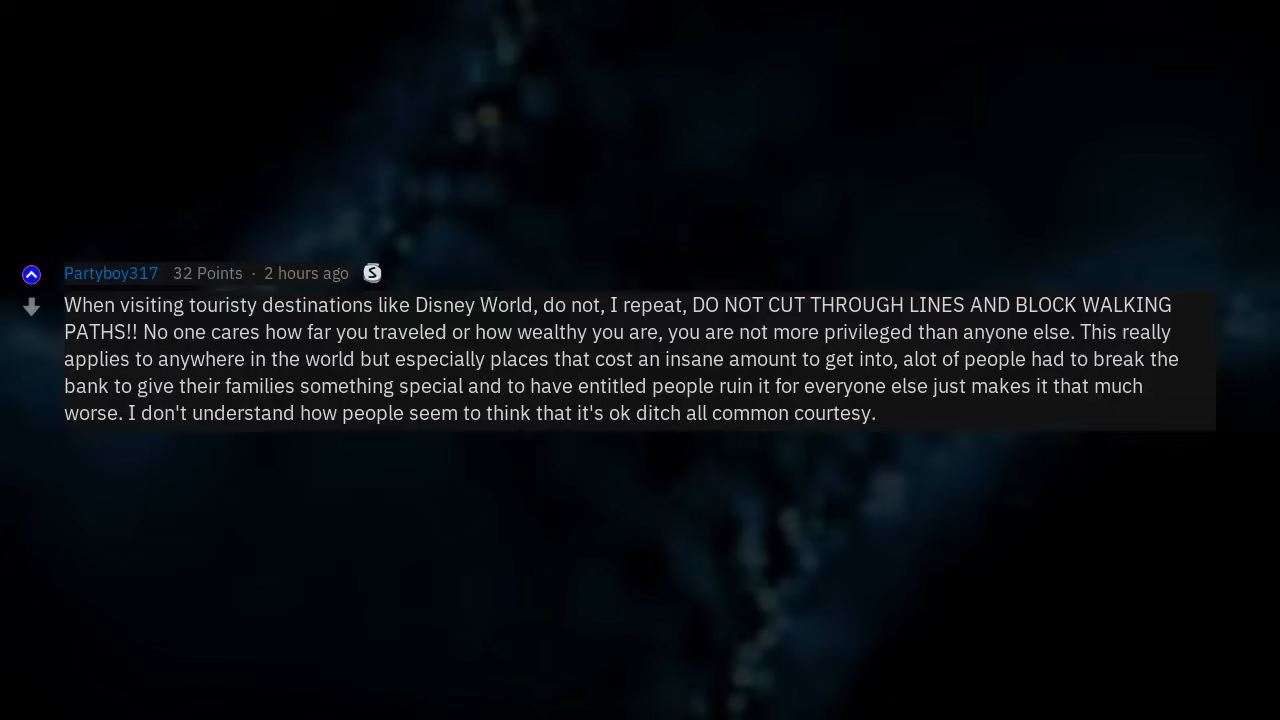 Partyboy317 32 Points · 2 hours ago S
When visiting touristy destinations like Disney World, do not, I repeat, DO NOT CUT THROUGH LINES AND BLOCK WALKING
PATHS!! No one cares how far you traveled or how wealthy you are, you are not more privileged than anyone else. This really
applies to anywhere in the world but especially places that cost an insane amount to get into, alot of people had to break the
bank to give their families something special and to have entitled people ruin it for everyone else just makes it that much
worse. I don't understand how people seem to think that it's ok ditch all common courtesy.